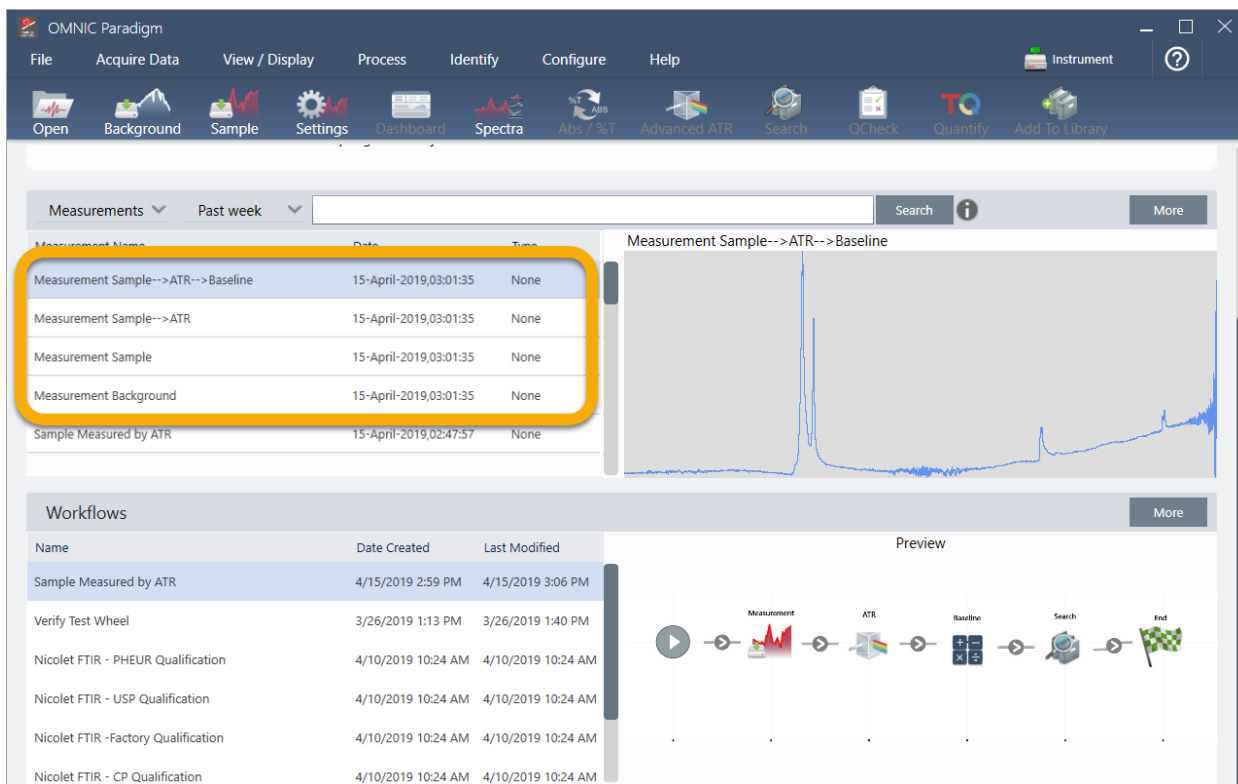 OMNIC Paradigm
File Acquire Data View / Display Process Identify Configure Help Instrument
%T ABS TQ
Open Background Sample Settings Dashboard Spectra Abs / %T Advanced ATR Search QCheck Quantify Add To Library
Measurements Past week Search More
Measurement Name Date Type
Measurement Sample-->ATR-->Baseline
Measurement Sample-->ATR-->Baseline 15-April-2019,03:01:35 None
Measurement Sample-->ATR 15-April-2019,03:01:35 None
Measurement Sample 15-April-2019,03:01:35 None
Measurement Background 15-April-2019,03:01:35 None
Sample Measured by ATR 15-April-2019,02:47:57 None
Workflows More
Name Date Created Last Modified
Preview
Sample Measured by ATR 4/15/2019 2:59 PM 4/15/2019 3:06 PM
Verify Test Wheel 3/26/2019 1:13 PM 3/26/2019 1:40 PM
Nicolet FTIR - PHEUR Qualification 4/10/2019 10:24 AM 4/10/2019 10:24 AM
Nicolet FTIR - USP Qualification 4/10/2019 10:24 AM 4/10/2019 10:24 AM
Nicolet FTIR -Factory Qualification 4/10/2019 10:24 AM 4/10/2019 10:24 AM
Nicolet FTIR - CP Qualification 4/10/2019 10:24 AM 4/10/2019 10:24 AM
Measurement ATR Baseline Search End